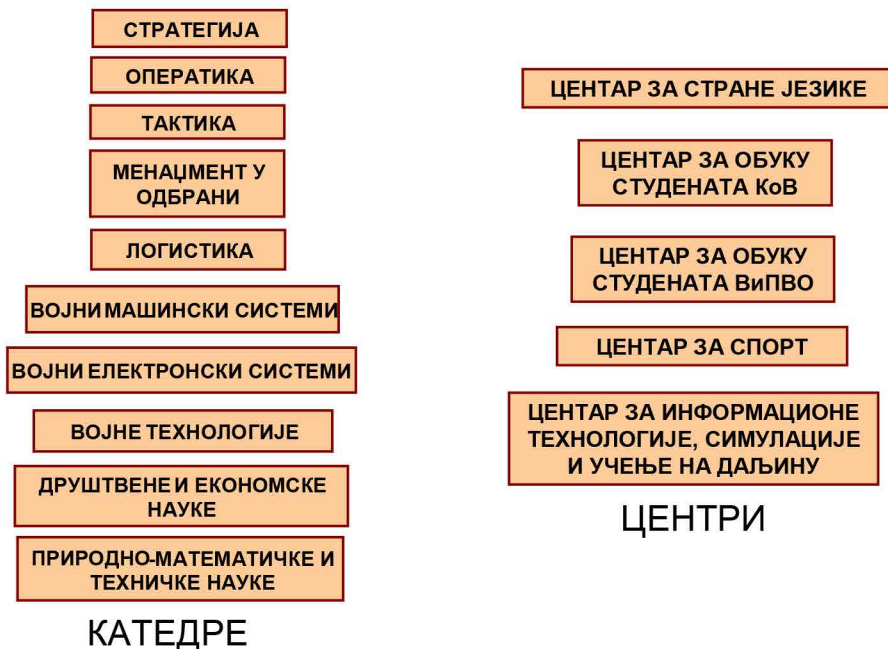 СТРАТЕГИЈА
ОПЕРАТИКА
ТАКТИКА
МЕНАЏМЕНТ У
ОДБРАНИ
ЛОГИСТИКА
ВОЈНИ МАШИНСКИ СИСТЕМИ
ВОЈНИ ЕЛЕКТРОНСКИ СИСТЕМИ
ВОЈНЕ ТЕХНОЛОГИЈЕ
ДРУШТВЕНЕ И ЕКОНОМСКЕ
НАУКЕ
ПРИРОДНО-МАТЕМАТИЧКЕ И
ТЕХНИЧКЕ НАУКЕ
КАТЕДРЕ
ЦЕНТАР ЗА СТРАНЕ ЈЕЗИКЕ
ЦЕНТАР ЗА ОБУКУ
СТУДЕНАТА КоВ
ЦЕНТАР ЗА ОБУКУ
СТУДЕНАТА ВиПВО
ЦЕНТАР ЗА СПОРТ
ЦЕНТАР ЗА ИНФОРМАЦИОНЕ
ТЕХНОЛОГИЈЕ, СИМУЛАЦИЈЕ
И УЧЕЊЕ НА ДАЉИНУ
ЦЕНТРИ